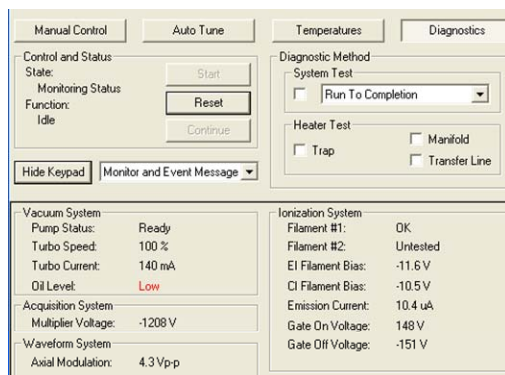 Manual Control
Auto Tune
Temperatures
Diagnostics
Control and Status
State:
Monitoring Status
Function:
Idle
Start
Reset
Continue
Hide Keypad
Monitor and Event Message
Diagnostic Method
System Test
Run To Completion
Heater Test
Trap
Manifold
Transfer Line
Vacuum System
Pump Status: Ready
Turbo Speed: 100 %
Turbo Current: 140 mA
Oil Level: Low
Acquisition System
Multiplier Voltage: -1208 V
Waveform System
Axial Modulation: 4.3 Vp-p
Ionization System
Filament #1: OK
Filament #2: Untested
EI Filament Bias: -11.6 V
CI Filament Bias: -10.5 V
Emission Current: 10.4 uA
Gate On Voltage: 148 V
Gate Off Voltage: -151 V